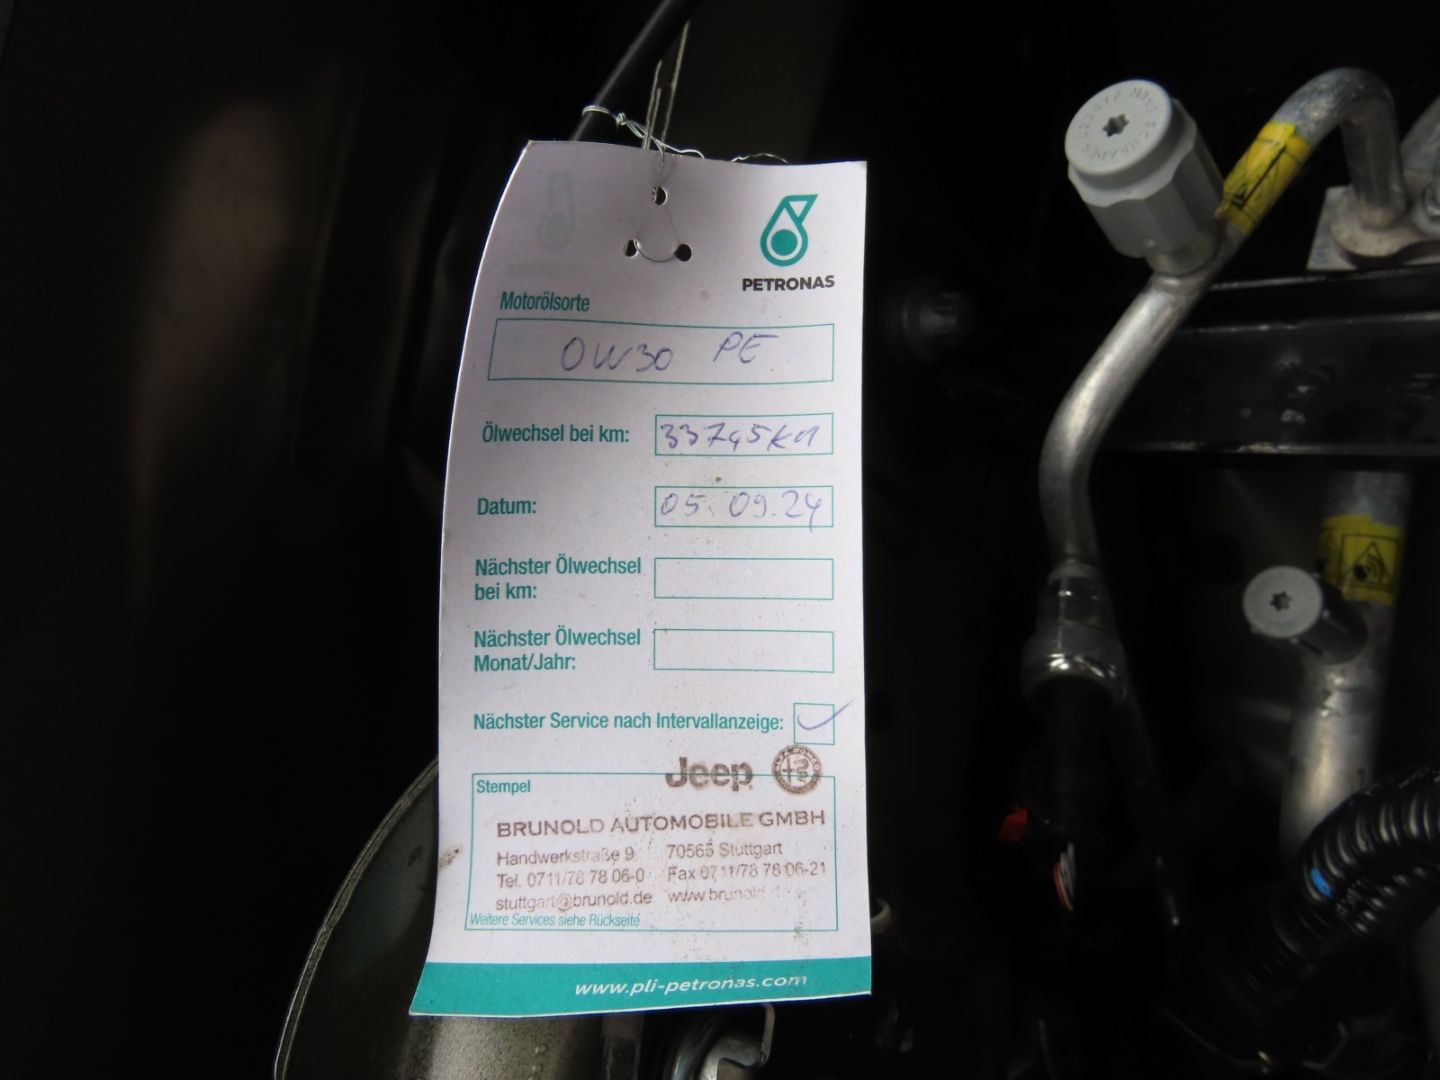 PETRONAS
Motorölsorte
0W30 PE
Ölwechsel bei km: 33745km
Datum: 05 09.24
Nächster Ölwechsel
bei km:
Nächster Ölwechsel
Monat/Jahr:
Nächster Service nach Intervallanzeige: ✓
Jeep
Stempel
BRUNOLD AUTOMOBILE GMBH
Handwerkstraße 9 70565 Stuttgart
Tel. 0711/78 78 06-0 Fax 0711/78 78 06-21
stuttgart@brunold.de www.brunold
Weitere Services siehe Rückseite
www.pli-petronas.com